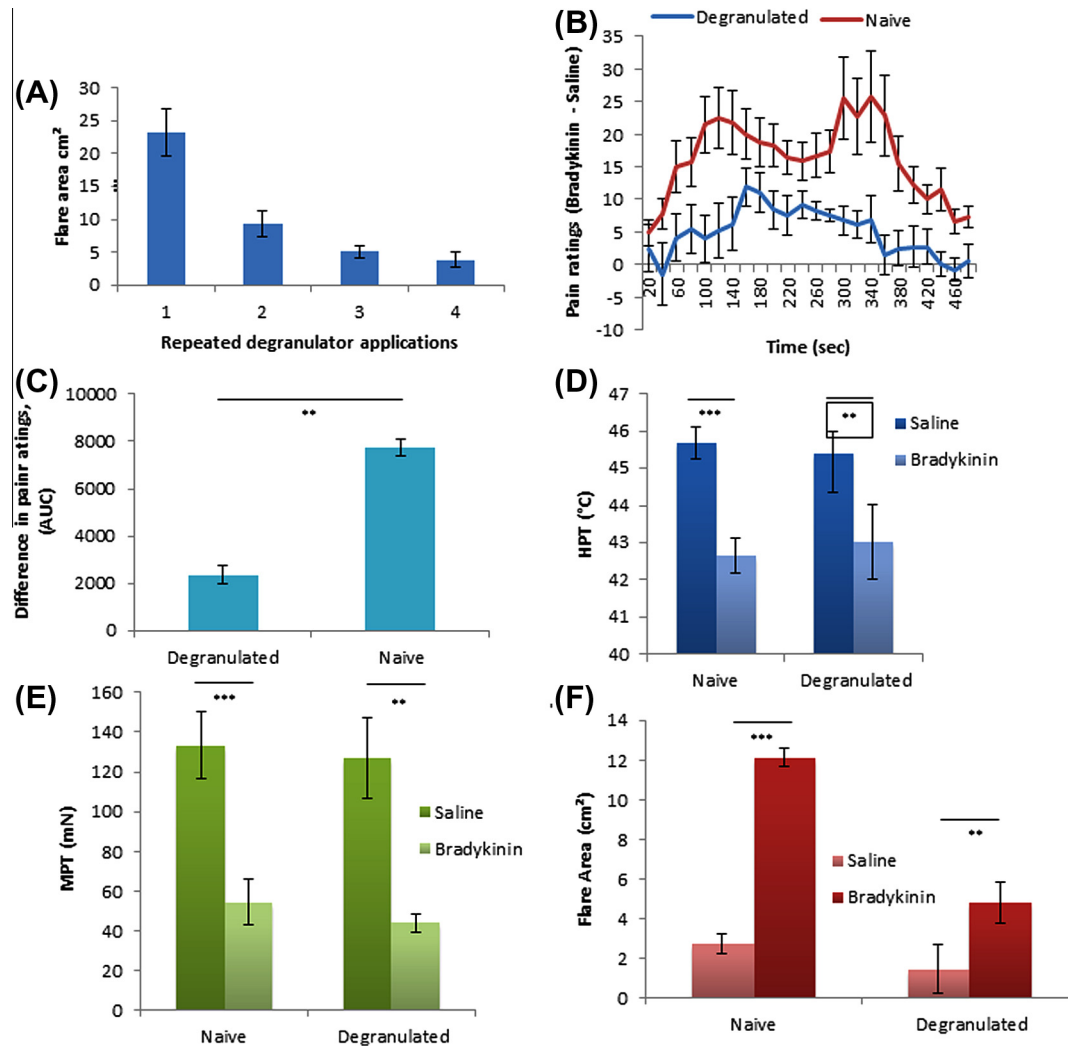 (A)
30
25
20
15
10
5
0
Flare area cm²
1 2 3 4
Repeated degranulator applications
(B)
Degranulated Naive
35
30
25
20
15
10
5
0
-5
-10
Pain ratings (Bradykinin - Saline)
20 60 100 140 180 220 260 300 340 380 420 460
Time (sec)
(C)
10000
8000
6000
4000
2000
0
Difference in painr atings,
(AUC)
**
Degranulated Naive
(D)
47
46
45
44
43
42
41
40
HPT (°C)
*** **
Saline
Bradykinin
Naive Degranulated
(E)
160
140
120
100
80
60
40
20
0
MPT (mN)
*** **
Saline
Bradykinin
Naive Degranulated
(F)
14
12
10
8
6
4
2
0
Flare Area (cm²)
***
**
Saline
Bradykinin
Naive Degranulated